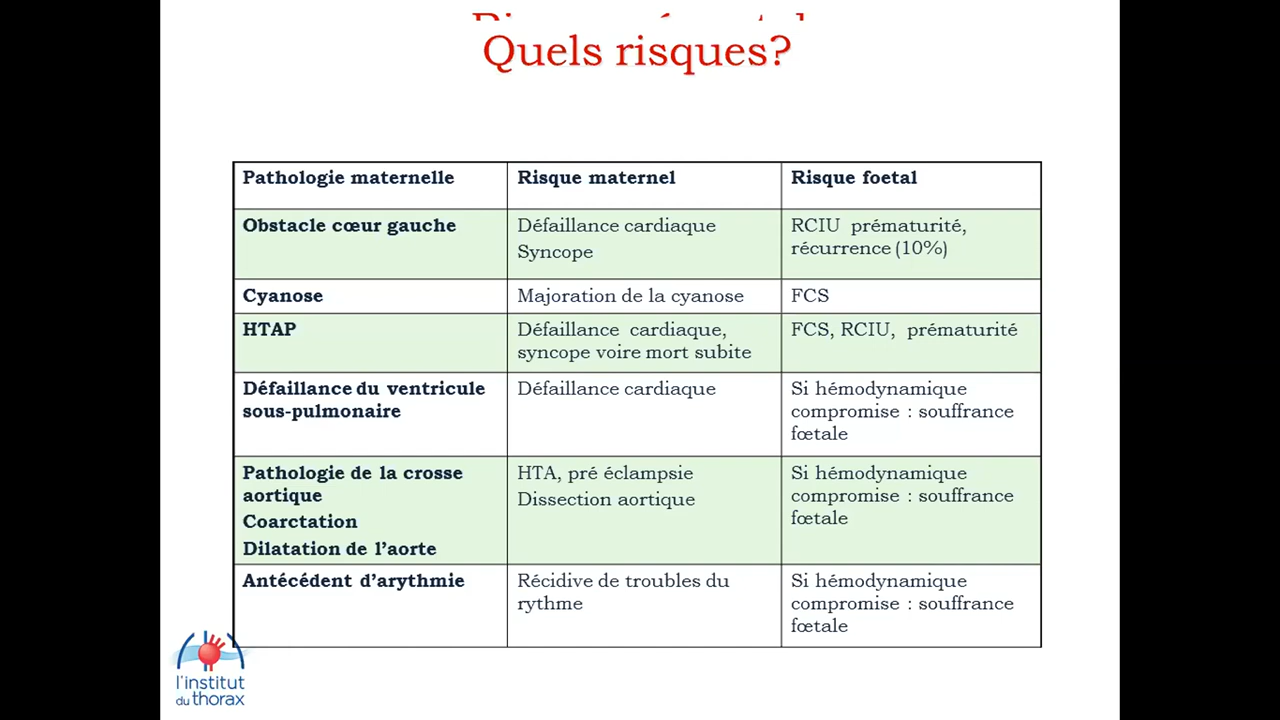 Quels risques?
Pathologie maternelle
Risque maternel
Risque foetal
Obstacle cœur gauche
Défaillance cardiaque
Syncope
RCIU prématurité,
récurrence (10%)
Cyanose
Majoration de la cyanose
FCS
HTAP
Défaillance cardiaque,
syncope voire mort subite
FCS, RCIU, prématurité
Défaillance du ventricule
sous-pulmonaire
Défaillance cardiaque
Si hémodynamique
compromise : souffrance
fœtale
Pathologie de la crosse
aortique
Coarctation
Dilatation de l’aorte
HTA, pré éclampsie
Dissection aortique
Si hémodynamique
compromise : souffrance
fœtale
Antécédent d’arythmie
Récidive de troubles du
rythme
Si hémodynamique
compromise : souffrance
fœtale
l'institut
du thorax